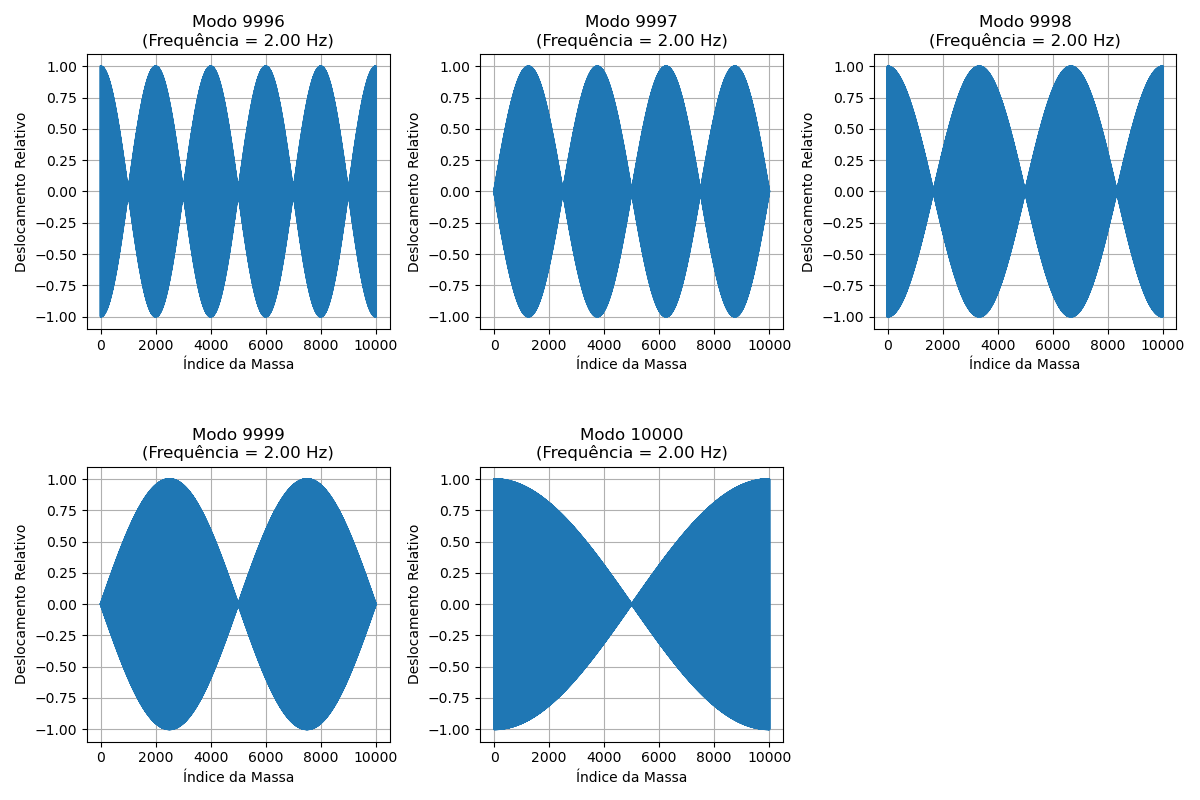 Modo 9996
(Frequência = 2.00 Hz)
Modo 9997
(Frequência = 2.00 Hz)
Modo 9998
(Frequência = 2.00 Hz)
Deslocamento Relativo
1.00
0.75
0.50
0.25
0.00
−0.25
−0.50
−0.75
−1.00
0 2000 4000 6000 8000 10000
Índice da Massa
Deslocamento Relativo
1.00
0.75
0.50
0.25
0.00
−0.25
−0.50
−0.75
−1.00
0 2000 4000 6000 8000 10000
Índice da Massa
Deslocamento Relativo
1.00
0.75
0.50
0.25
0.00
−0.25
−0.50
−0.75
−1.00
0 2000 4000 6000 8000 10000
Índice da Massa
Modo 9999
(Frequência = 2.00 Hz)
Modo 10000
(Frequência = 2.00 Hz)
Deslocamento Relativo
1.00
0.75
0.50
0.25
0.00
−0.25
−0.50
−0.75
−1.00
0 2000 4000 6000 8000 10000
Índice da Massa
Deslocamento Relativo
1.00
0.75
0.50
0.25
0.00
−0.25
−0.50
−0.75
−1.00
0 2000 4000 6000 8000 10000
Índice da Massa